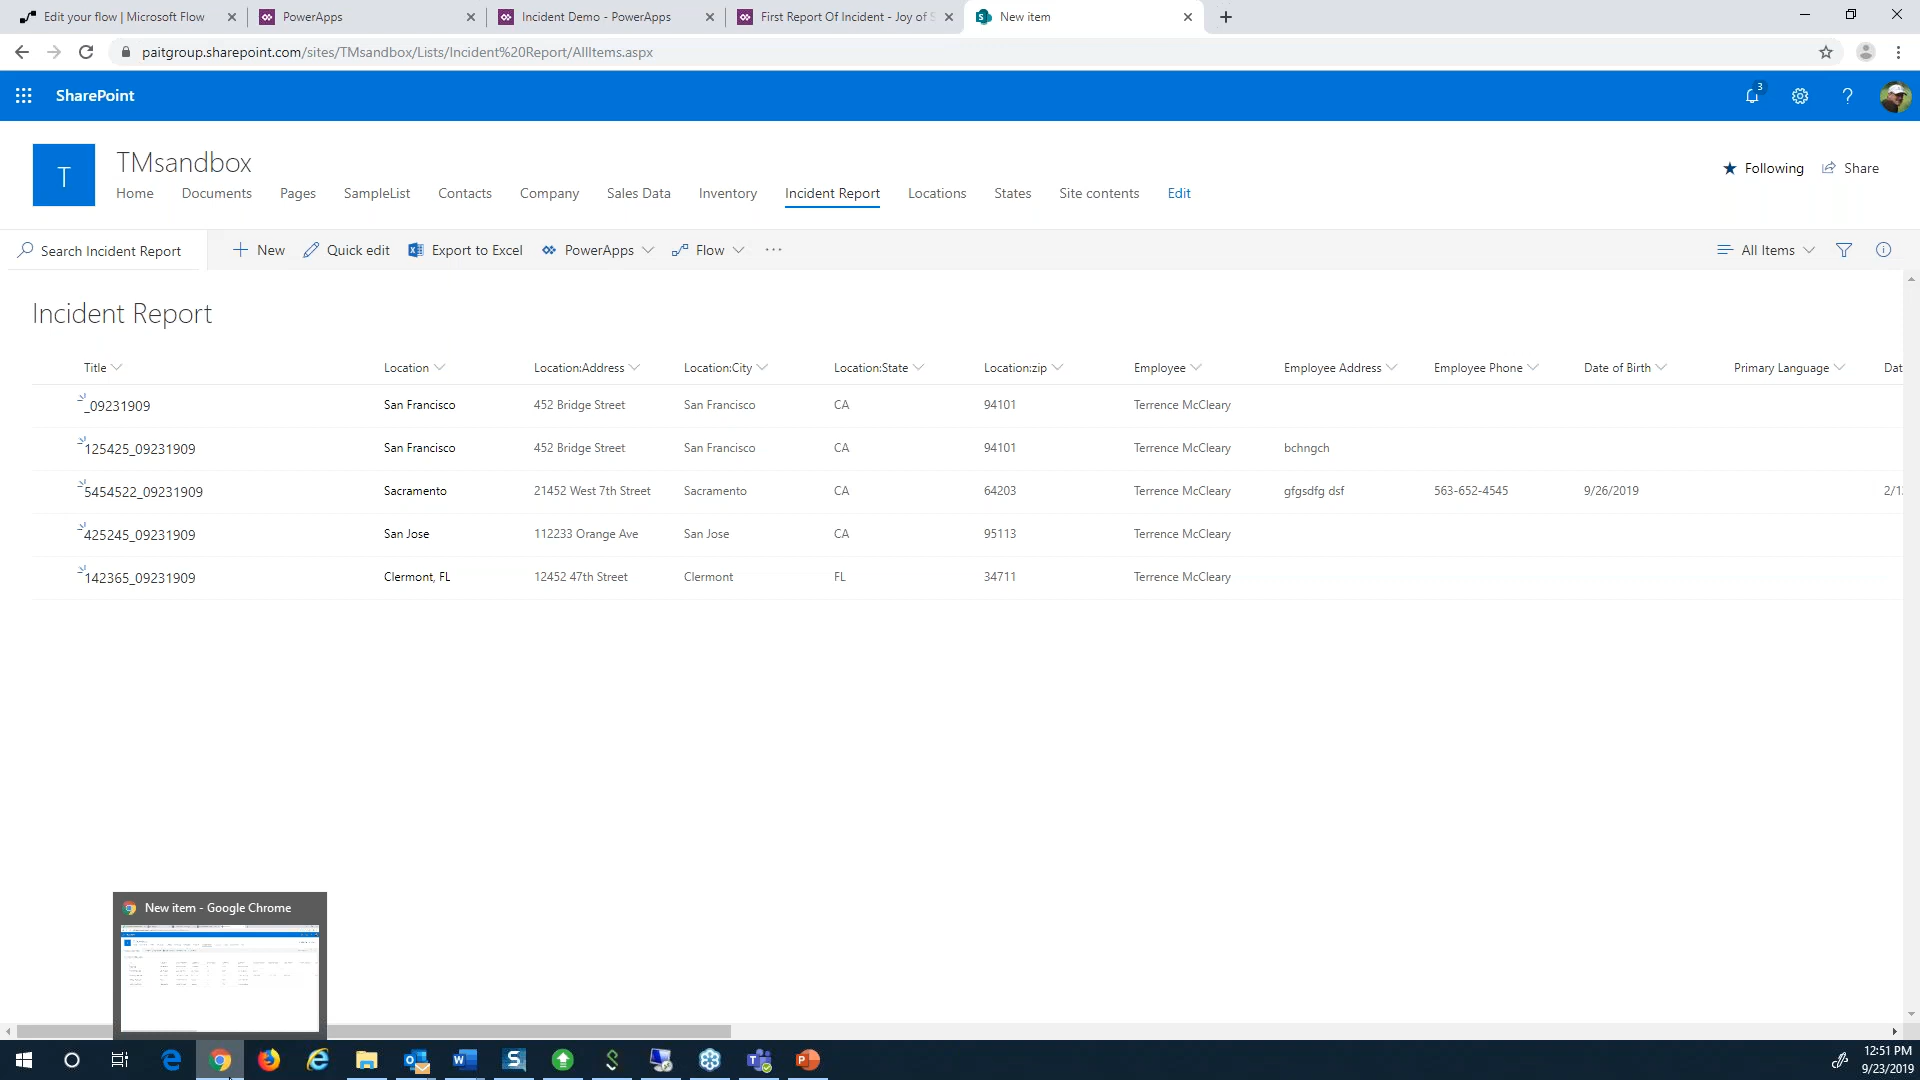 Edit your flow | Microsoft Flow
PowerApps
Incident Demo - PowerApps
First Report Of Incident - Joy of S
New item
paitgroup.sharepoint.com/sites/TMsandbox/Lists/Incident%20Report/AllItems.aspx
SharePoint
3
T
TMsandbox
Following Share
Home Documents Pages SampleList Contacts Company Sales Data Inventory Incident Report Locations States Site contents Edit
Search Incident Report New Quick edit Export to Excel PowerApps Flow ··· All Items
Incident Report
Title Location Location:Address Location:City Location:State Location:zip Employee Employee Address Employee Phone Date of Birth Primary Language Dat
_09231909 San Francisco 452 Bridge Street San Francisco CA 94101 Terrence McCleary
125425_09231909 San Francisco 452 Bridge Street San Francisco CA 94101 Terrence McCleary bchngch
5454522_09231909 Sacramento 21452 West 7th Street Sacramento CA 64203 Terrence McCleary gfgsdfg dsf 563-652-4545 9/26/2019 2/1
425245_09231909 San Jose 112233 Orange Ave San Jose CA 95113 Terrence McCleary
142365_09231909 Clermont, FL 12452 47th Street Clermont FL 34711 Terrence McCleary
New item - Google Chrome
12:51 PM
9/23/2019